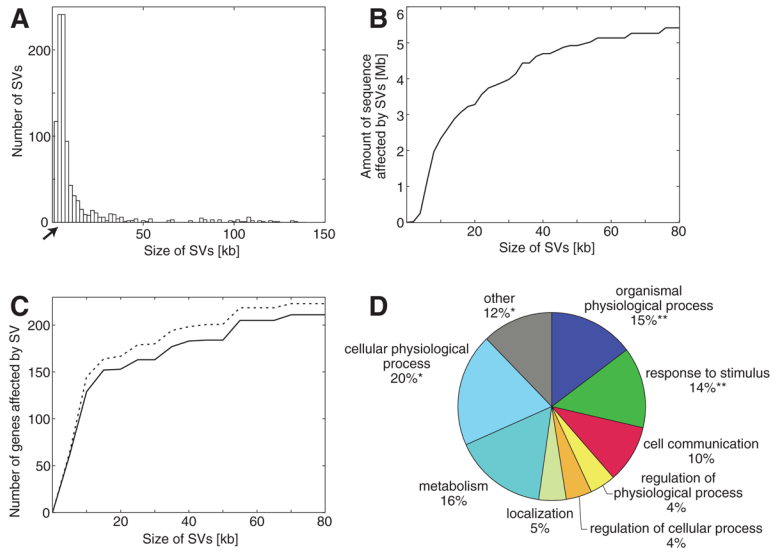 A
Number of SVs
200
100
0
50
100
150
Size of SVs [kb]
B
Amount of sequence
affected by SVs [Mb]
6
5
4
3
2
1
0
20
40
60
80
Size of SVs [kb]
C
Number of genes affected by SV
200
150
100
50
0
20
40
60
80
Size of SVs [kb]
D
other
12%*
organismal
physiological process
15%**
cellular physiological
process
20%*
response to stimulus
14%**
cell communication
10%
metabolism
16%
regulation of
physiological process
4%
localization
5%
regulation of cellular process
4%